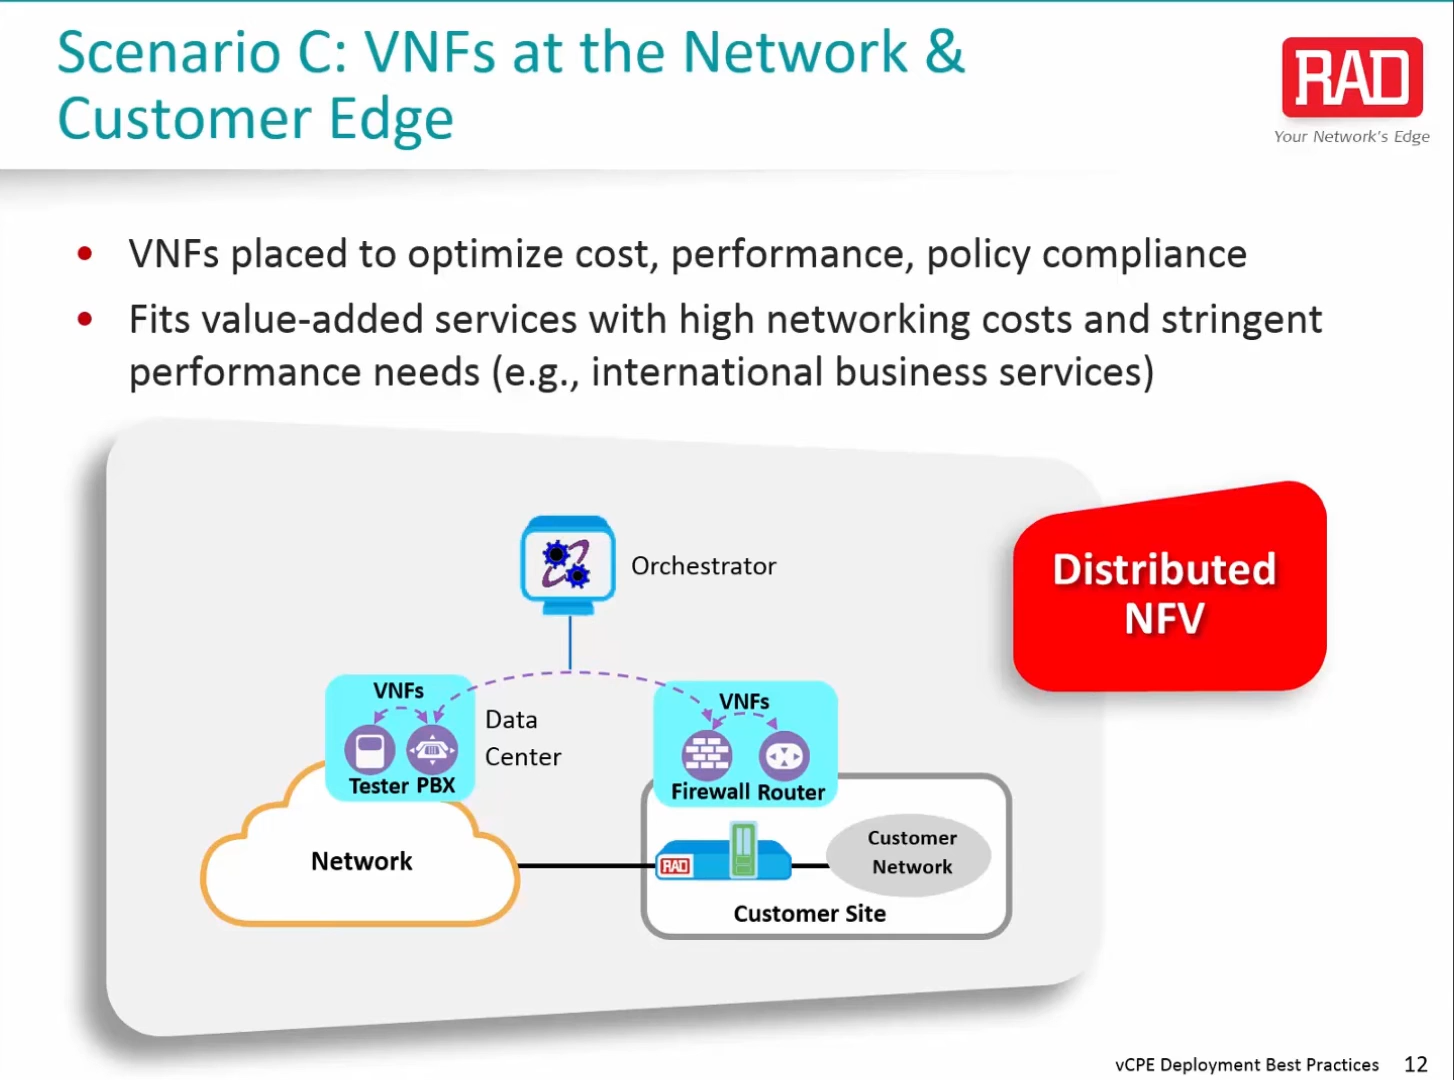 Scenario C: VNFs at the Network &
Customer Edge
RAD
Your Network's Edge
• VNFs placed to optimize cost, performance, policy compliance
• Fits value-added services with high networking costs and stringent
performance needs (e.g., international business services)
Orchestrator
Distributed
NFV
VNFs
Tester PBX
Data
Center
VNFs
Firewall Router
Network
RAD
Customer
Network
Customer Site
vCPE Deployment Best Practices 12